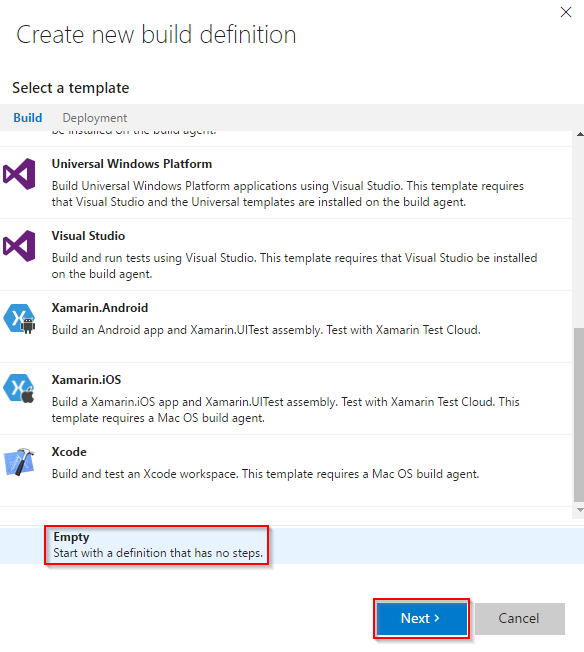 Create new build definition
Select a template
Build Deployment
be installed on the build agent.
Universal Windows Platform
Build Universal Windows Platform applications using Visual Studio. This template requires
that Visual Studio and the Universal templates are installed on the build agent.
Visual Studio
Build and run tests using Visual Studio. This template requires that Visual Studio be installed
on the build agent.
Xamarin.Android
Build an Android app and Xamarin.UITest assembly. Test with Xamarin Test Cloud.
Xamarin.iOS
Build a Xamarin.iOS app and Xamarin.UITest assembly. Test with Xamarin Test Cloud. This
template requires a Mac OS build agent.
Xcode
Build and test an Xcode workspace. This template requires a Mac OS build agent.
Empty
Start with a definition that has no steps.
Next >
Cancel